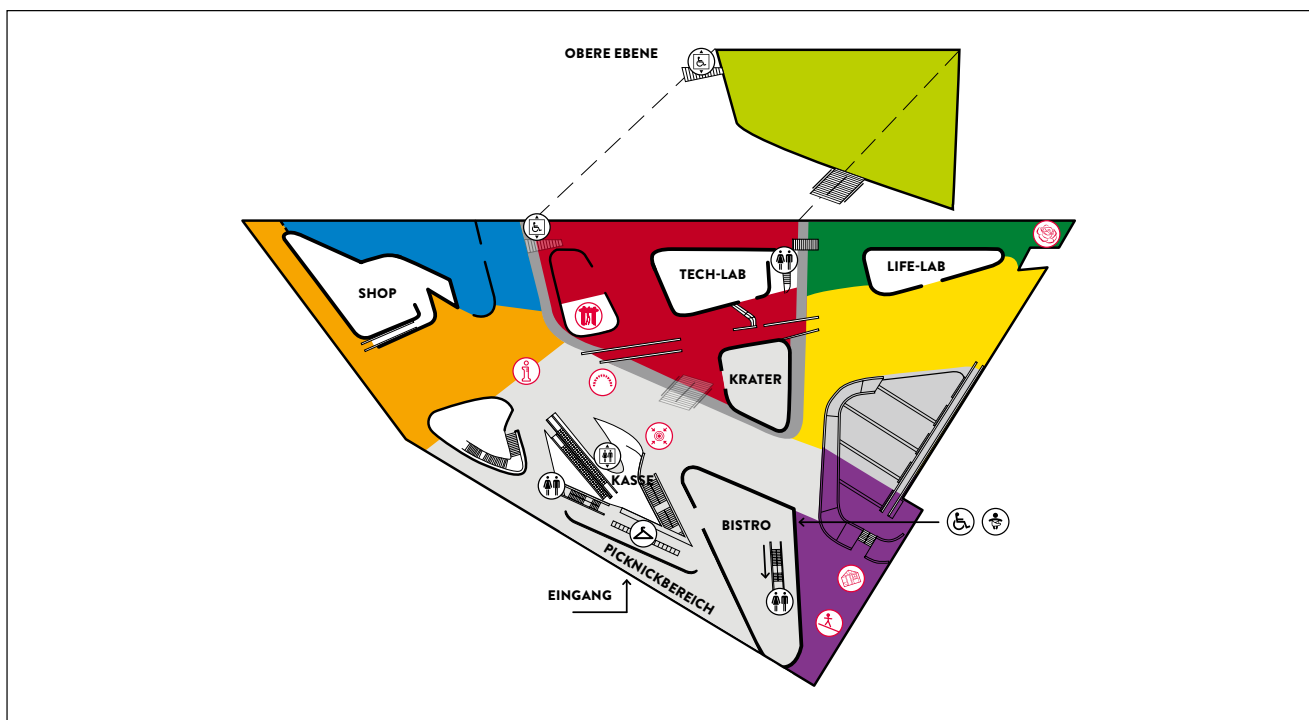 OBERE EBENE
TECH-LAB
LIFE-LAB
SHOP
KRATER
KASSE
BISTRO
PICKNICKBEREICH
EINGANG